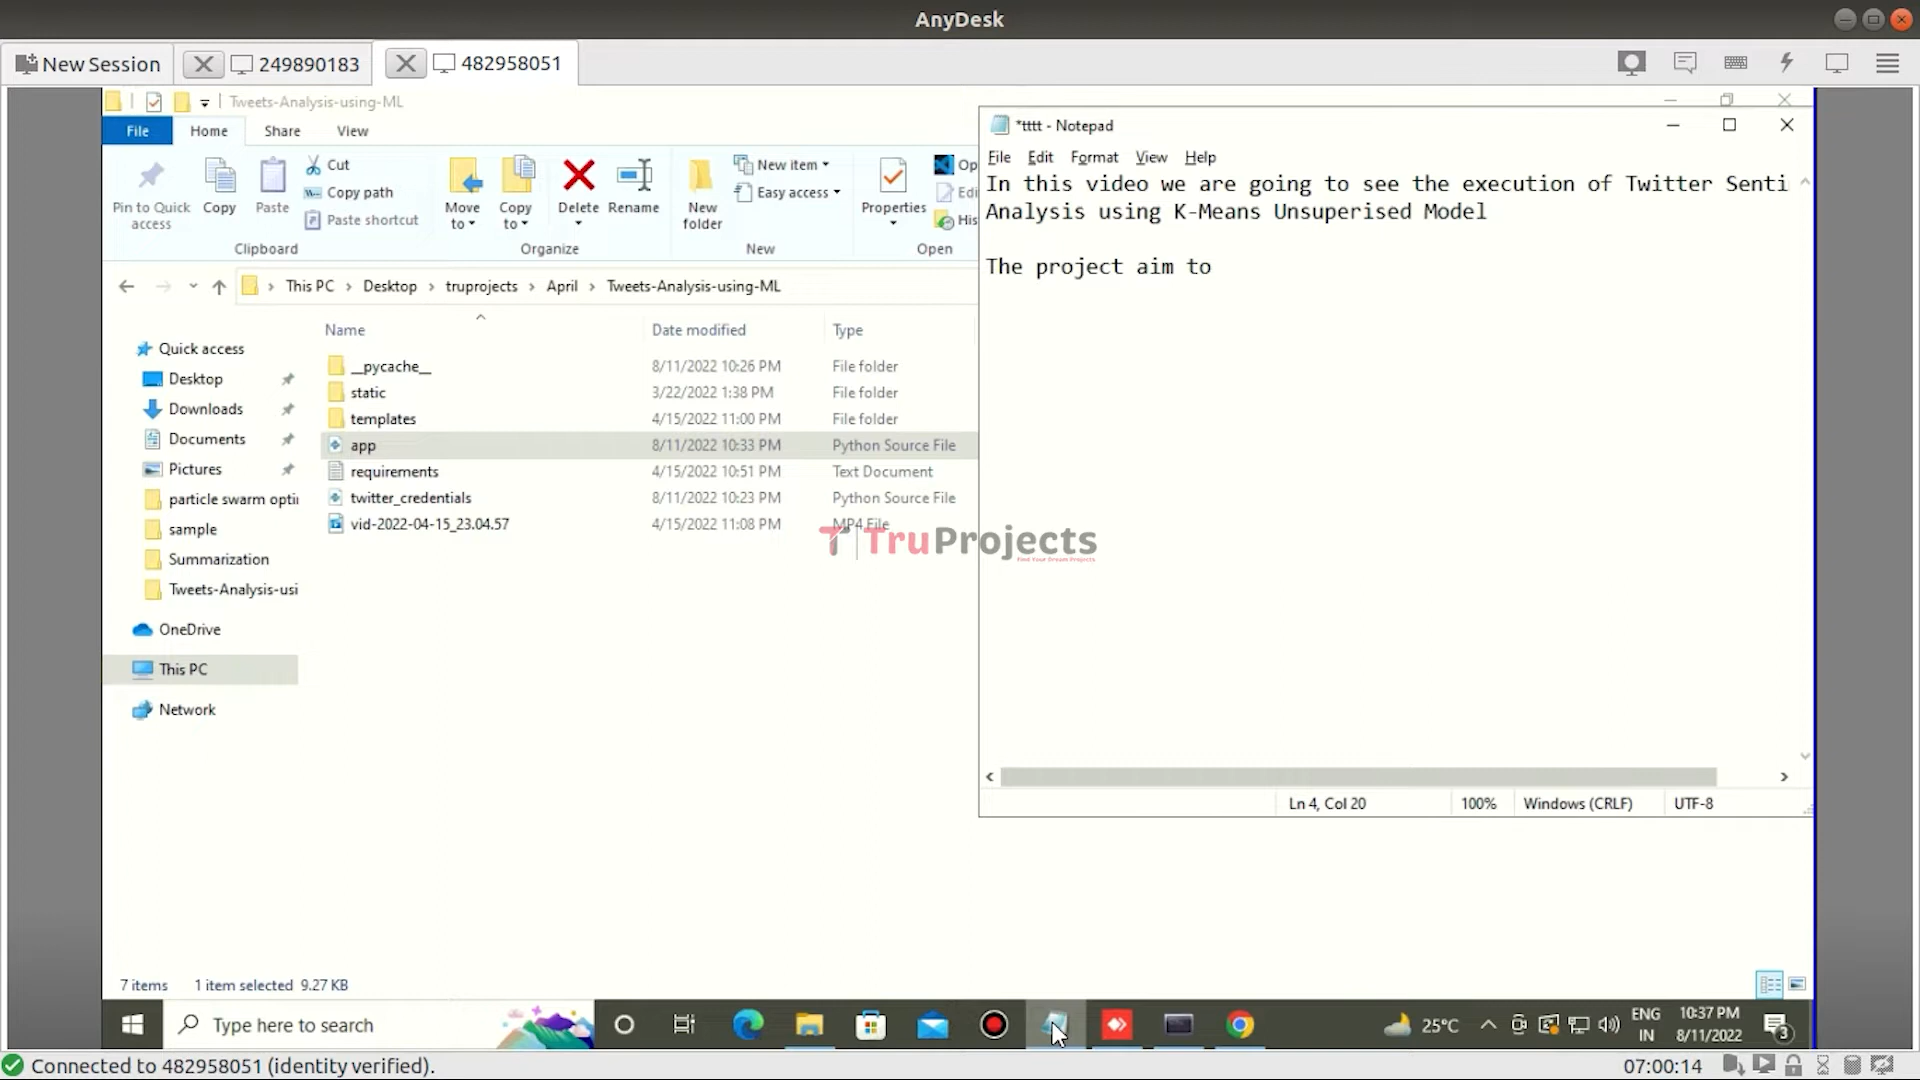 AnyDesk
New Session
249890183
482958051
Tweets-Analysis-using-ML
File Home Share View
Pin to Quick access
Copy
Paste
Cut
Copy path
Paste shortcut
Clipboard
Move to
Copy to
Delete
Rename
Organize
New folder
New item
Easy access
New
Properties
Op
Edi
His
Open
This PC > Desktop > truprojects > April > Tweets-Analysis-using-ML
Name Date modified Type
__pycache__ 8/11/2022 10:26 PM File folder
static 3/22/2022 1:38 PM File folder
templates 4/15/2022 11:00 PM File folder
app 8/11/2022 10:33 PM Python Source File
requirements 4/15/2022 10:51 PM Text Document
twitter_credentials 8/11/2022 10:23 PM Python Source File
vid-2022-04-15_23.04.57 4/15/2022 11:08 PM MP4 File
Quick access
Desktop
Downloads
Documents
Pictures
particle swarm opti
sample
Summarization
Tweets-Analysis-usi
OneDrive
This PC
Network
TruProjects
Find Your Dream Projects
*tttt - Notepad
File Edit Format View Help
In this video we are going to see the execution of Twitter Senti
Analysis using K-Means Unsuperised Model
The project aim to
Ln 4, Col 20 100% Windows (CRLF) UTF-8
7 items 1 item selected 9.27 KB
Type here to search
25°C
ENG
IN
10:37 PM
8/11/2022
3
Connected to 482958051 (identity verified).
07:00:14